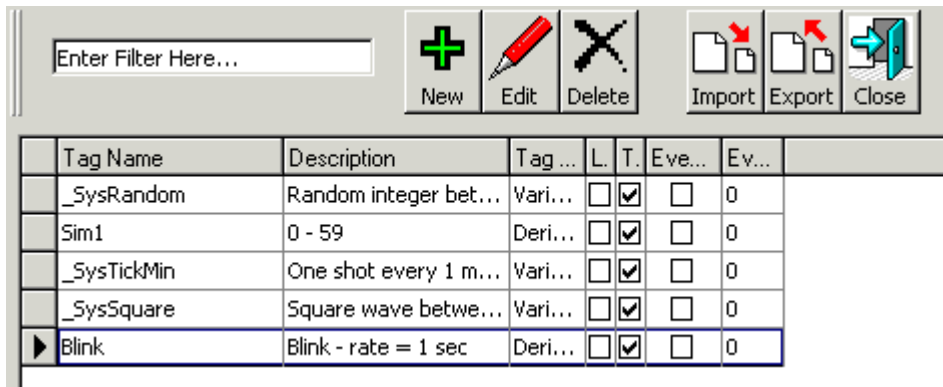 Enter Filter Here...
New Edit Delete Import Export Close
Tag Name Description Tag ... L. T. Eve... Ev...
_SysRandom Random integer bet... Vari... 0
Sim1 0 - 59 Deri... 0
_SysTickMin One shot every 1 m... Vari... 0
_SysSquare Square wave betwe... Vari... 0
Blink Blink - rate = 1 sec Deri... 0